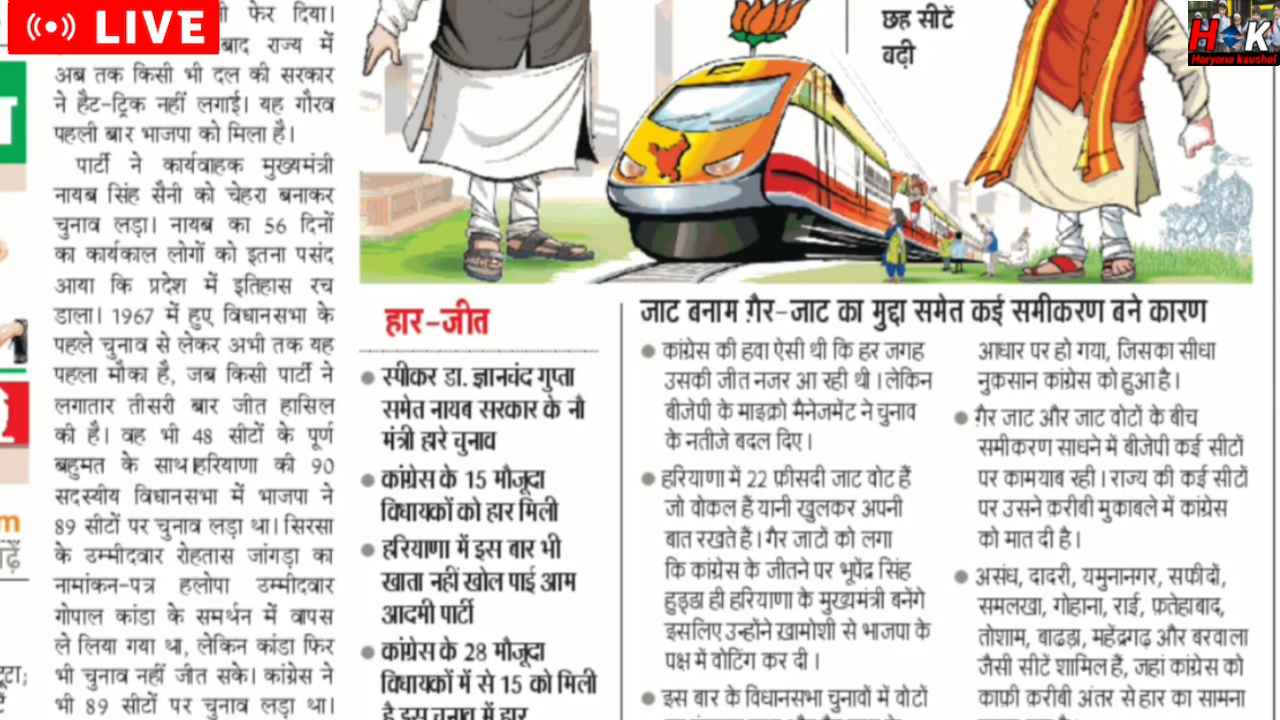 LIVE
HK
Haryana kaushal
फेर दिया।
राज्य में
अब तक किसी भी दल की सरकार
ने हैट-ट्रिक नहीं लगाई। यह गौरव
पहली बार भाजपा को मिला है।
पार्टी ने कार्यवाहक मुख्यमंत्री
नायब सिंह सैनी को चेहरा बनाकर
चुनाव लड़ा। नायब का 56 दिनों
का कार्यकाल लोगों को इतना पसंद
आया कि प्रदेश में इतिहास रच
डाला। 1967 में हुए विधानसभा के
पहले चुनाव से लेकर अभी तक यह
पहला मौका है, जब किसी पार्टी ने
लगातार तीसरी बार जीत हासिल
की है। वह भी 48 सीटों के पूर्ण
बहुमत के साथ।हरियाणा की 90
सदस्यीय विधानसभा में भाजपा ने
89 सीटों पर चुनाव लड़ा था। सिरसा
के उम्मीदवार रोहतास जांगड़ा का
नामांकन-पत्र हलोपा उम्मीदवार
गोपाल कांडा के समर्थन में वापस
ले लिया गया था, लेकिन कांडा फिर
भी चुनाव नहीं जीत सके। कांग्रेस ने
भी 89 सीटों पर चुनाव लड़ा था।
छह सीटें
बढ़ी
हार-जीत
स्पीकर डा. ज्ञानचंद गुप्ता
समेत नायब सरकार के नौ
मंत्री हारे चुनाव
कांग्रेस के 15 मौजूदा
विधायकों को हार मिली
हरियाणा में इस बार भी
खाता नहीं खोल पाई आम
आदमी पार्टी
कांग्रेस के 28 मौजूदा
विधायकों में से 15 को मिली
है इस चुनाव में हार
जाट बनाम ग़ैर-जाट का मुद्दा समेत कई समीकरण बने कारण
कांग्रेस की हवा ऐसी थी कि हर जगह
उसकी जीत नजर आ रही थी । लेकिन
बीजेपी के माइक्रो मैनेजमेंट ने चुनाव
के नतीजे बदल दिए ।
हरियाणा में 22 फ़ीसदी जाट वोट हैं
जो वोकल हैं यानी खुलकर अपनी
बात रखते हैं। ग़ैर जाटों को लगा
कि कांग्रेस के जीतने पर भूपेंद्र सिंह
हुड्डा ही हरियाणा के मुख्यमंत्री बनेंगे
इसलिए उन्होंने ख़ामोशी से भाजपा के
पक्ष में वोटिंग कर दी ।
इस बार के विधानसभा चुनावों में वोटों
आधार पर हो गया, जिसका सीधा
नुकसान कांग्रेस को हुआ है।
ग़ैर जाट और जाट वोटों के बीच
समीकरण साधने में बीजेपी कई सीटों
पर कामयाब रही । राज्य की कई सीटों
पर उसने क़रीबी मुकाबले में कांग्रेस
को मात दी है ।
असंध, दादरी, यमुनानगर, सफीदों,
समलखा, गोहाना, राई, फ़तेहाबाद,
तोशाम, बाढड़ा, महेंद्रगढ़ और बरवाला
जैसी सीटें शामिल हैं, जहां कांग्रेस को
काफ़ी क़रीबी अंतर से हार का सामना